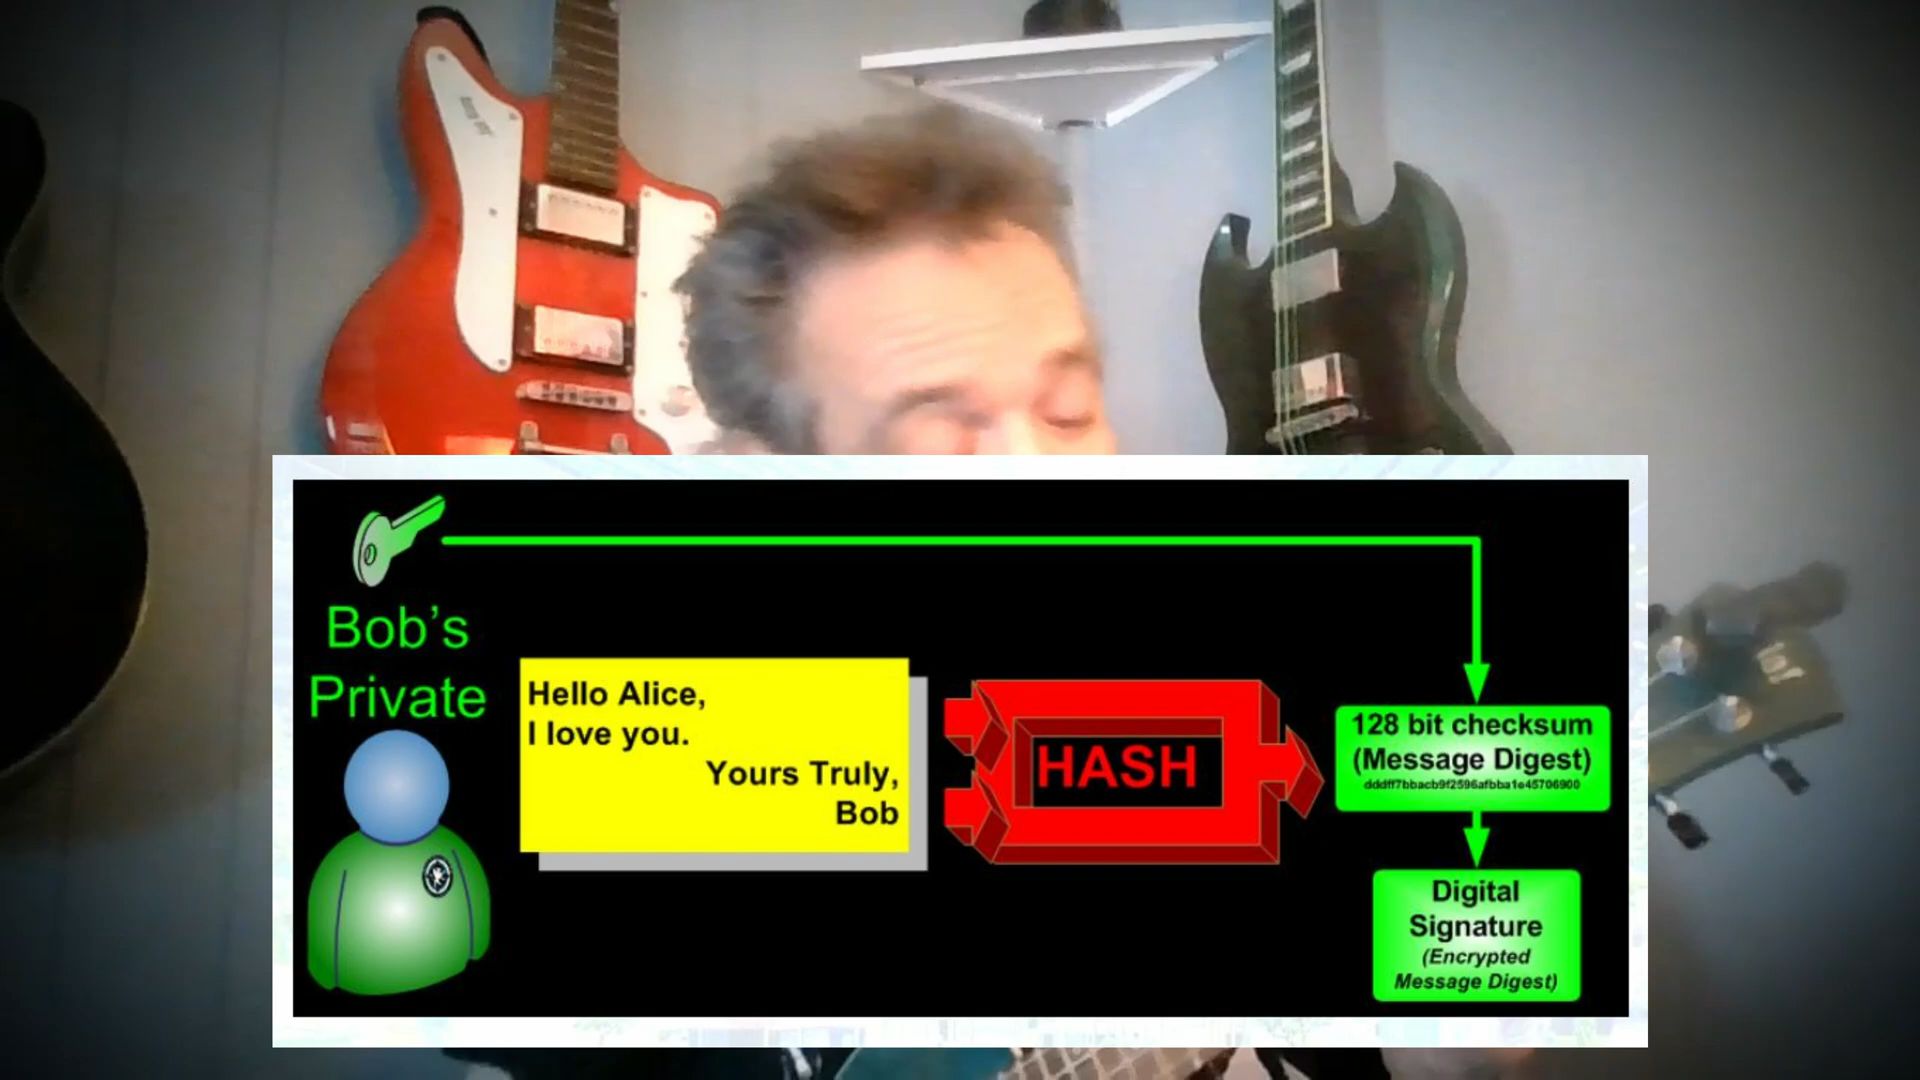 Bob's
Private
Hello Alice,
I love you.
Yours Truly,
Bob
HASH
128 bit checksum
(Message Digest)
dddff7bbacb9f2596afbba1e45706900
Digital
Signature
(Encrypted
Message Digest)